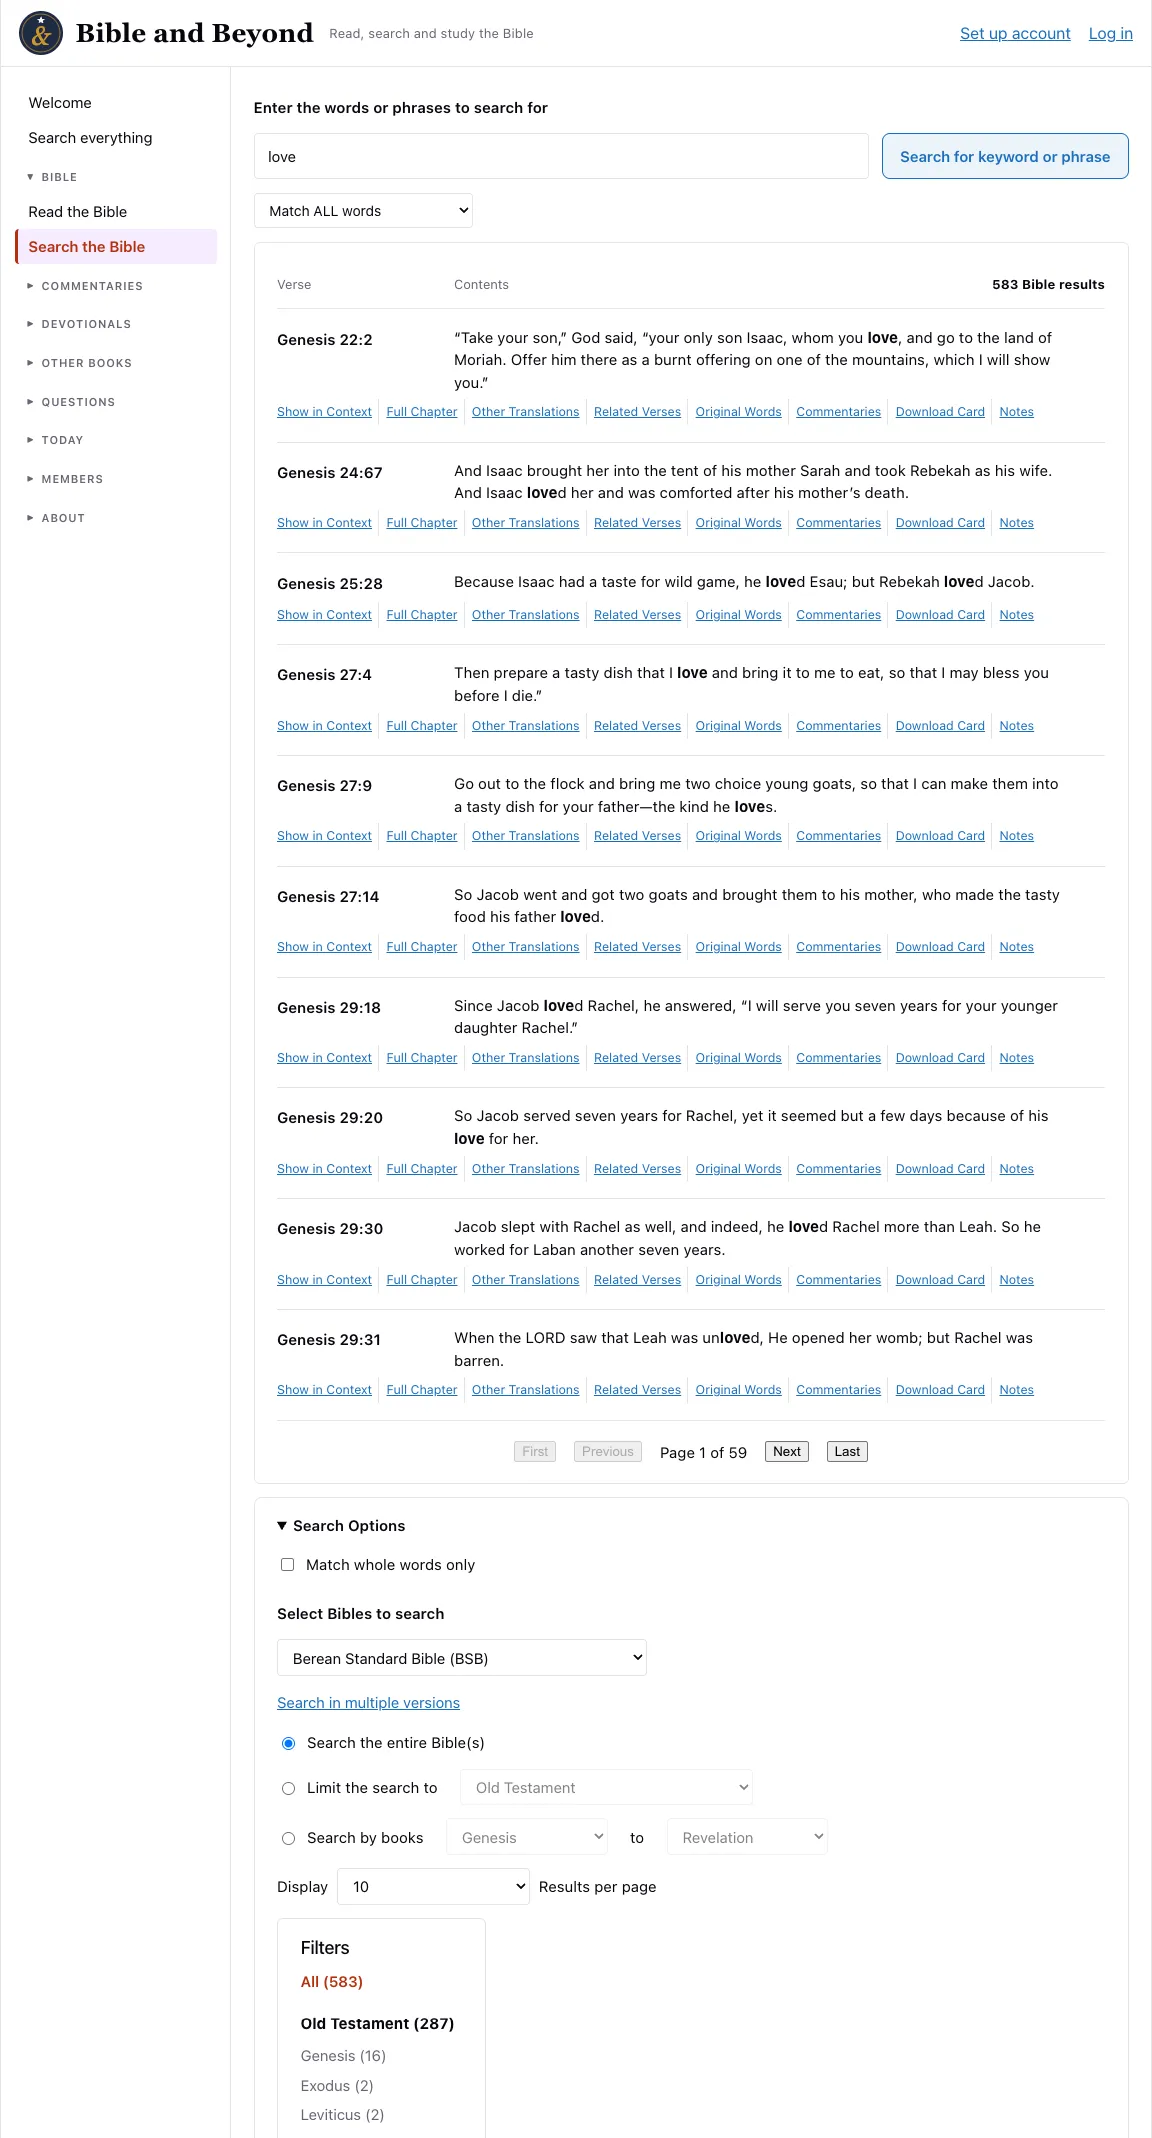 & Bible and Beyond Read, search and study the Bible Set up account Log in
Welcome
Search everything
▼ BIBLE
Read the Bible
Search the Bible
► COMMENTARIES
► DEVOTIONALS
► OTHER BOOKS
► QUESTIONS
► TODAY
► MEMBERS
► ABOUT
Enter the words or phrases to search for
love Search for keyword or phrase
Match ALL words
Verse Contents 583 Bible results
Genesis 22:2 “Take your son,” God said, “your only son Isaac, whom you love, and go to the land of
Moriah. Offer him there as a burnt offering on one of the mountains, which I will show
you.”
Show in Context Full Chapter Other Translations Related Verses Original Words Commentaries Download Card Notes
Genesis 24:67 And Isaac brought her into the tent of his mother Sarah and took Rebekah as his wife.
And Isaac loved her and was comforted after his mother’s death.
Show in Context Full Chapter Other Translations Related Verses Original Words Commentaries Download Card Notes
Genesis 25:28 Because Isaac had a taste for wild game, he loved Esau; but Rebekah loved Jacob.
Show in Context Full Chapter Other Translations Related Verses Original Words Commentaries Download Card Notes
Genesis 27:4 Then prepare a tasty dish that I love and bring it to me to eat, so that I may bless you
before I die.”
Show in Context Full Chapter Other Translations Related Verses Original Words Commentaries Download Card Notes
Genesis 27:9 Go out to the flock and bring me two choice young goats, so that I can make them into
a tasty dish for your father—the kind he loves.
Show in Context Full Chapter Other Translations Related Verses Original Words Commentaries Download Card Notes
Genesis 27:14 So Jacob went and got two goats and brought them to his mother, who made the tasty
food his father loved.
Show in Context Full Chapter Other Translations Related Verses Original Words Commentaries Download Card Notes
Genesis 29:18 Since Jacob loved Rachel, he answered, “I will serve you seven years for your younger
daughter Rachel.”
Show in Context Full Chapter Other Translations Related Verses Original Words Commentaries Download Card Notes
Genesis 29:20 So Jacob served seven years for Rachel, yet it seemed but a few days because of his
love for her.
Show in Context Full Chapter Other Translations Related Verses Original Words Commentaries Download Card Notes
Genesis 29:30 Jacob slept with Rachel as well, and indeed, he loved Rachel more than Leah. So he
worked for Laban another seven years.
Show in Context Full Chapter Other Translations Related Verses Original Words Commentaries Download Card Notes
Genesis 29:31 When the LORD saw that Leah was unloved, He opened her womb; but Rachel was
barren.
Show in Context Full Chapter Other Translations Related Verses Original Words Commentaries Download Card Notes
First Previous Page 1 of 59 Next Last
▼ Search Options
Match whole words only
Select Bibles to search
Berean Standard Bible (BSB)
Search in multiple versions
Search the entire Bible(s)
Limit the search to Old Testament
Search by books Genesis to Revelation
Display 10 Results per page
Filters
All (583)
Old Testament (287)
Genesis (16)
Exodus (2)
Leviticus (2)